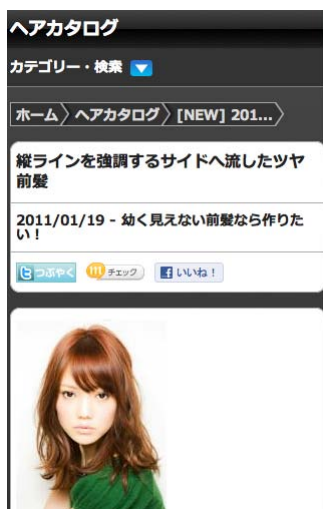 ヘアカタログ
カテゴリー・検索
ホーム 〉 ヘアカタログ 〉 [NEW] 201... 〉
縦ラインを強調するサイドへ流したツヤ
前髪
2011/01/19 - 幼く見えない前髪なら作りた
い！
つぶやく チェック いいね！